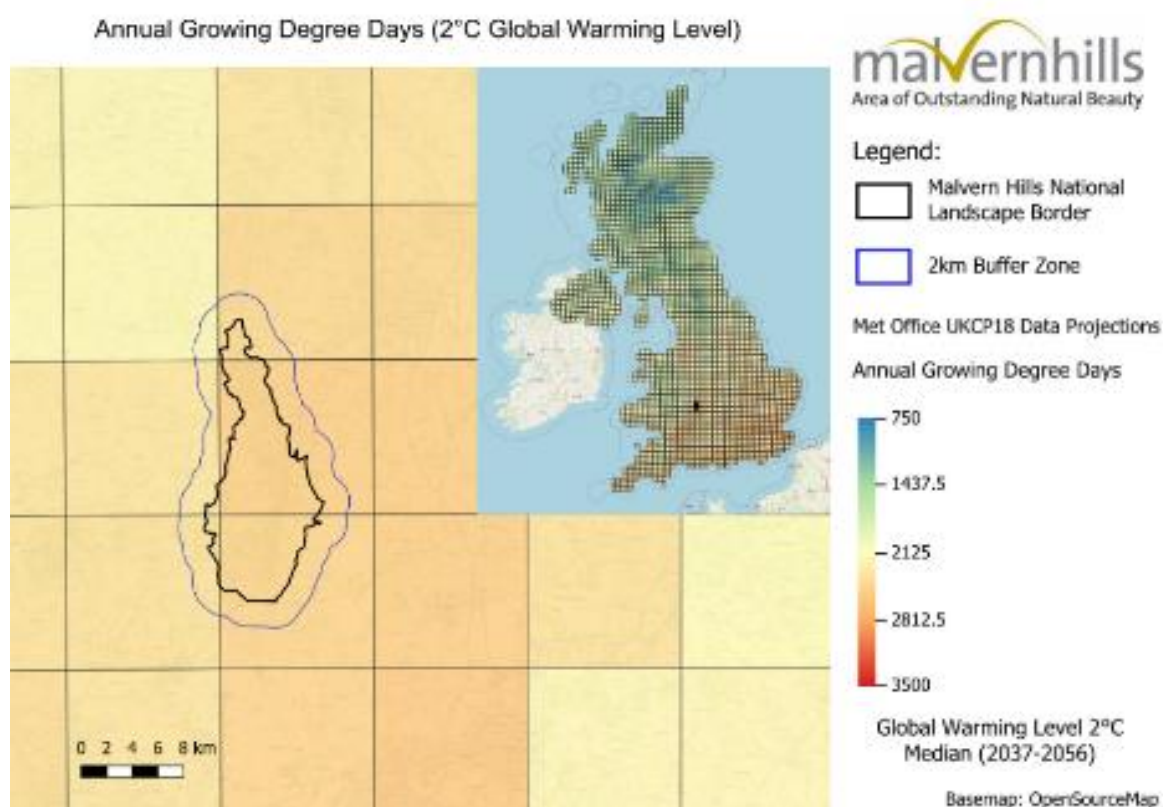 Annual Growing Degree Days (2°C Global Warming Level)
malvernhills
Area of Outstanding Natural Beauty
Legend:
Malvern Hills National
Landscape Border
2km Buffer Zone
Met Office UKCP18 Data Projections
Annual Growing Degree Days
750
1437.5
2125
2812.5
3500
0 2 4 6 8 km
Global Warming Level 2°C
Median (2037-2056)
Basemap: OpenSourceMap